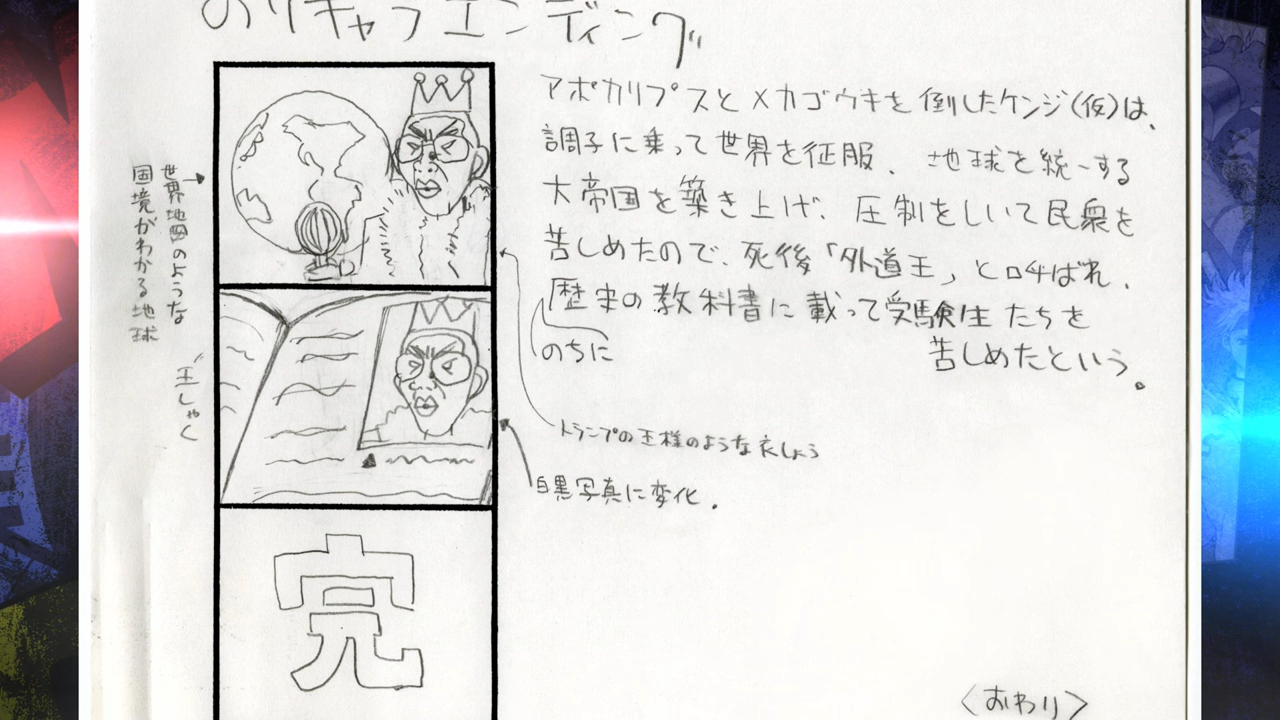 のりキャラエンディング
アポカリプスとメカゴウキを倒したケンジ(仮)は、
調子に乗って世界を征服、地球を統一する
大帝国を築き上げ、圧制をしいて民衆を
苦しめたので、死後「外道王」と呼ばれ、
歴史の教科書に載って受験生たちを
のちに
苦しめたという。
世界地図のような
国境がわかる地球
王しゃく
トランプの王様のような衣しょう
白黒写真に変化。
完
〈おわり〉